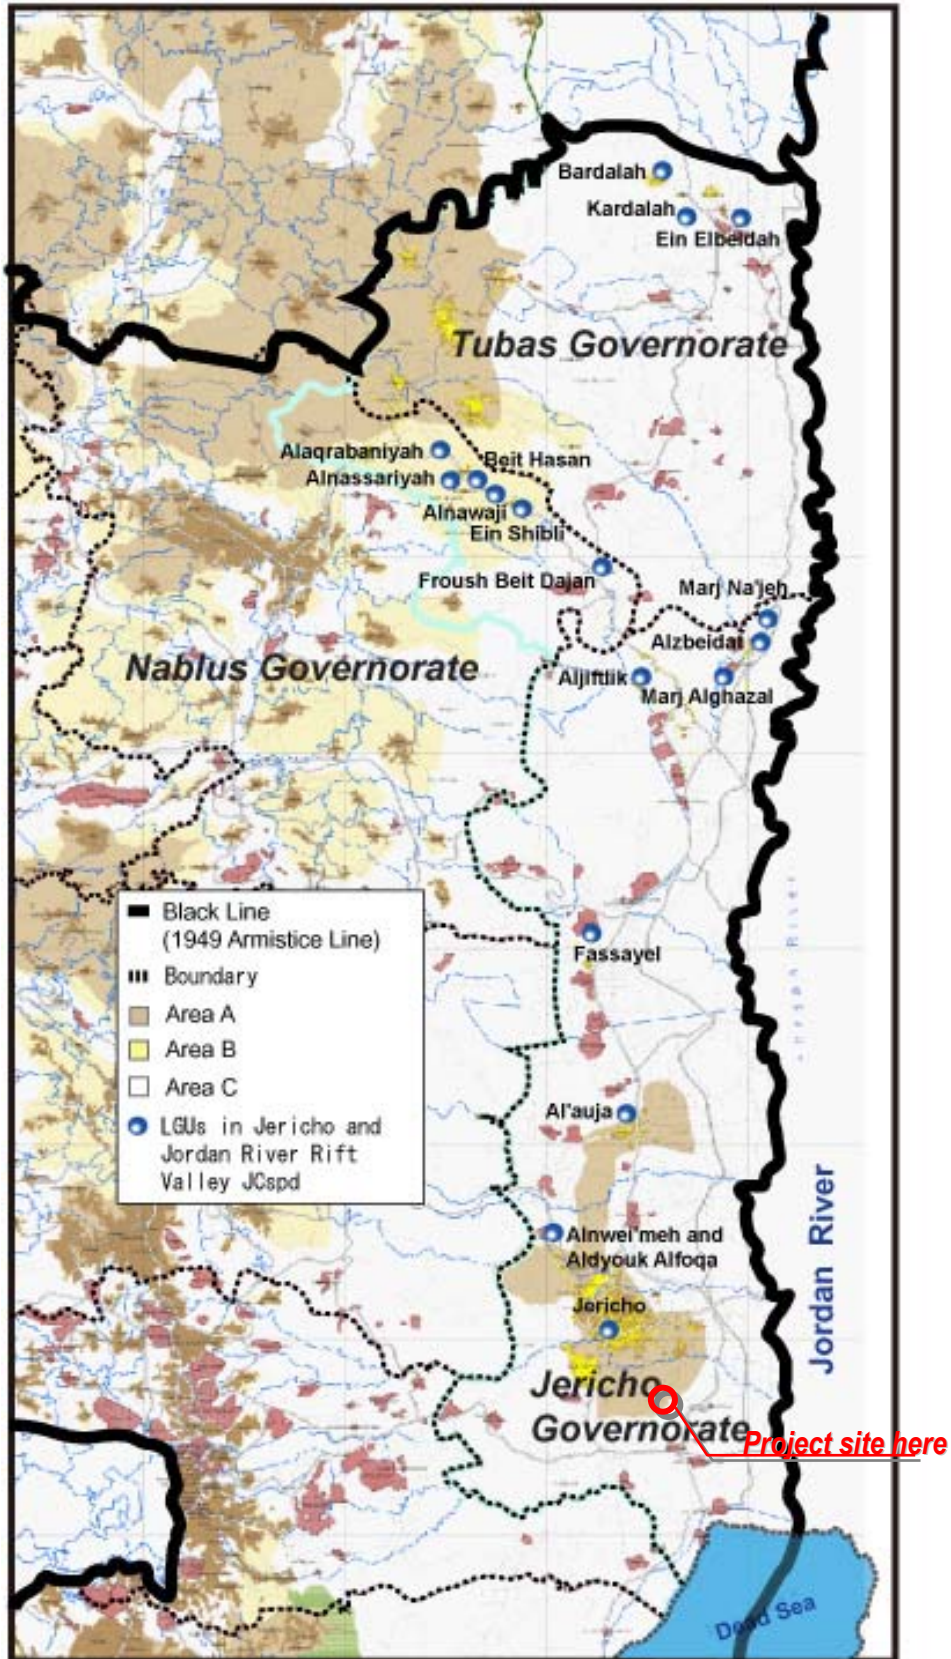 Bardalah
Kardalah
Ein Elbeidah
Tubas Governorate
Alaqrabaniyah
Beit Hasan
Alnassariyah
Alnawaji
Ein Shibli
Froush Beit Dajan
Marj Na'jeh
Alzbeidat
Nablus Governorate
Aljiftlik
Marj Alghazal
Black Line
(1949 Armistice Line)
Boundary
Area A
Area B
Area C
LGUs in Jericho and
Jordan River Rift
Valley JCspd
Fassayel
Al'auja
Alnwei'meh and
Aldyouk Alfoqa
Jericho
Jordan River
Jericho
Governorate
Project site here
Dead Sea